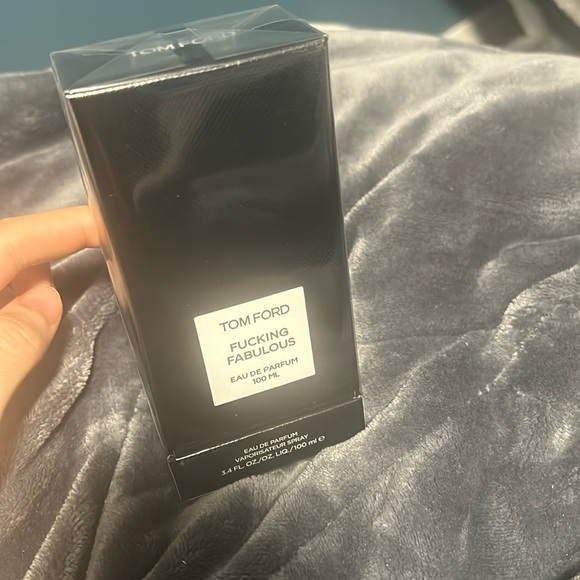 TOM FORD
TOM FORD
FUCKING
FABULOUS
EAU DE PARFUM
100 ML
EAU DE PARFUM
VAPORISATEUR SPRAY
3.4 FL. OZ./OZ. LIQ./100 ml e